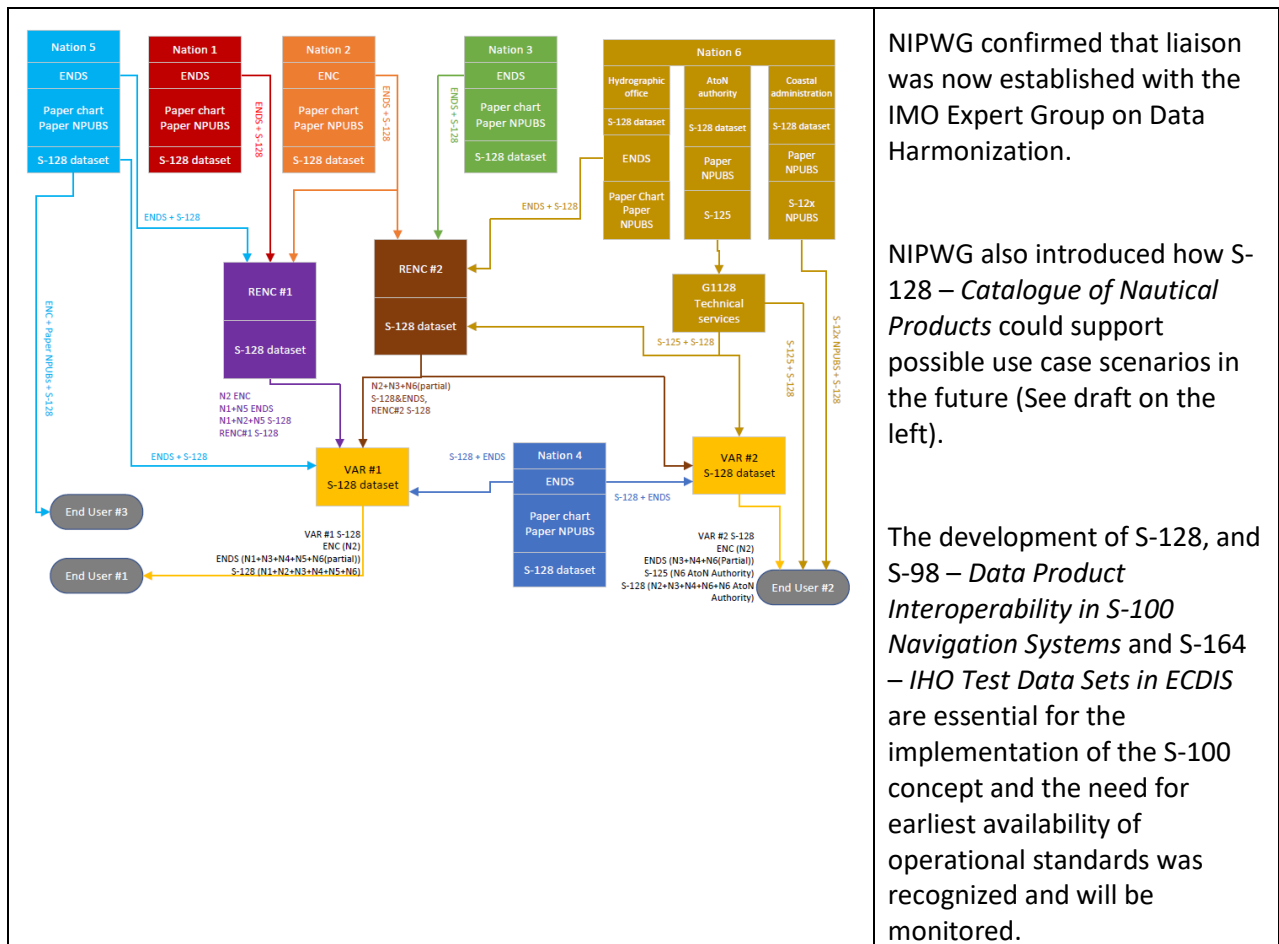 Nation 5
ENDS
Paper chart
Paper NPUBS
S-128 dataset
Nation 1
ENDS
Paper chart
Paper NPUBS
S-128 dataset
Nation 2
ENC
Paper chart
Paper NPUBS
S-128 dataset
Nation 3
ENDS
Paper chart
Paper NPUBS
S-128 dataset
Nation 6
Hydrographic
office
S-128 dataset
ENDS
Paper Chart
Paper
NPUBS
AtoN
authority
S-128 dataset
Paper
NPUBS
S-125
Coastal
administration
S-128 dataset
Paper
NPUBS
S-12x
NPUBS
ENDS + S-128
ENDS + S-128
ENDS + S-128
ENDS + S-128
ENDS + S-128
RENC #1
S-128 dataset
RENC #2
S-128 dataset
G1128
Technical
services
S-125 + S-128
S-125 + S-128
S-12x NPUBS + S-128
ENC + Paper NPUBs + S-128
N2 ENC
N1+N5 ENDS
N1+N2+N5 S-128
RENC#1 S-128
N2+N3+N6(partial)
S-128&ENDS,
RENC#2 S-128
ENDS + S-128
VAR #1
S-128 dataset
S-128 + ENDS
Nation 4
ENDS
Paper chart
Paper NPUBS
S-128 dataset
S-128 + ENDS
VAR #2
S-128 dataset
End User #3
VAR #1 S-128
ENC (N2)
ENDS (N1+N3+N4+N5+N6(partial))
S-128 (N1+N2+N3+N4+N5+N6)
End User #1
VAR #2 S-128
ENC (N2)
ENDS (N3+N4+N6(Partial))
S-125 (N6 AtoN Authority)
S-128 (N2+N3+N4+N6+N6 AtoN
Authority)
End User #2
NIPWG confirmed that liaison
was now established with the
IMO Expert Group on Data
Harmonization.
NIPWG also introduced how S-
128 – Catalogue of Nautical
Products could support
possible use case scenarios in
the future (See draft on the
left).
The development of S-128, and
S-98 – Data Product
Interoperability in S-100
Navigation Systems and S-164
– IHO Test Data Sets in ECDIS
are essential for the
implementation of the S-100
concept and the need for
earliest availability of
operational standards was
recognized and will be
monitored.